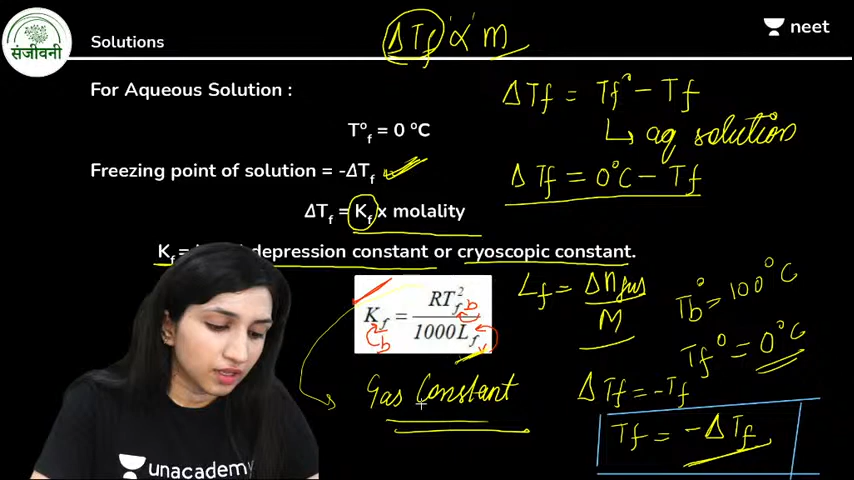 संजीवनी
Solutions
ΔTf ∝ m
neet
For Aqueous Solution :
T°f = 0 °C
Freezing point of solution = -ΔTf
ΔTf = Kf x molality
Kf = depression constant or cryoscopic constant.
Kf = RTf² / 1000Lf
b
b
v
Gas Constant
ΔTf = Tf° - Tf
↳ aq solution
ΔTf = 0°C - Tf
Lf = ΔHfus / M
Tb° = 100°C
Tf° = 0°C
ΔTf = -Tf
Tf = -ΔTf
unacademy